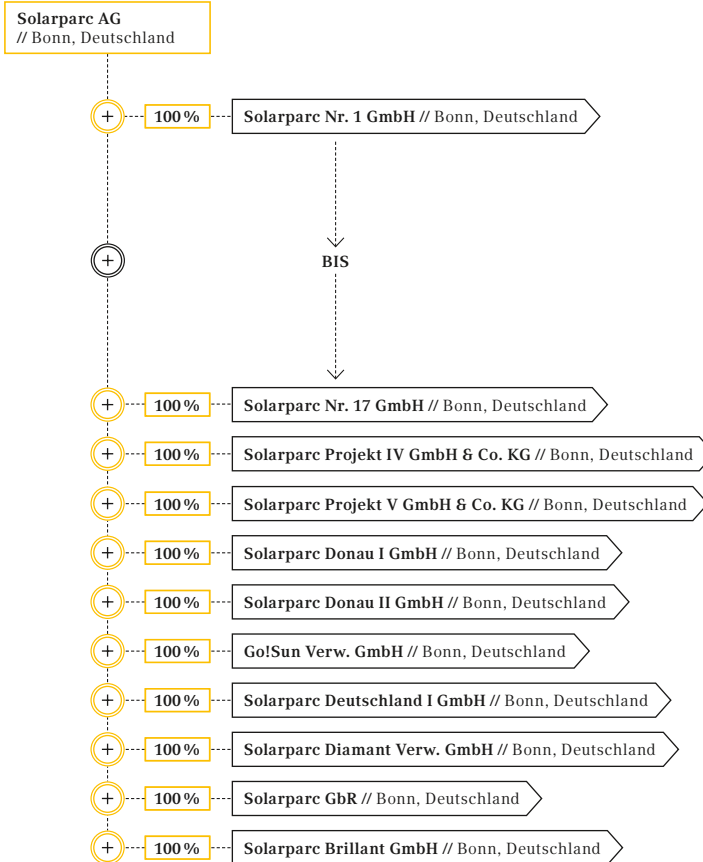 Solarparc AG
// Bonn, Deutschland
+ 100 % Solarparc Nr. 1 GmbH // Bonn, Deutschland
+ BIS
+ 100 % Solarparc Nr. 17 GmbH // Bonn, Deutschland
+ 100 % Solarparc Projekt IV GmbH & Co. KG // Bonn, Deutschland
+ 100 % Solarparc Projekt V GmbH & Co. KG // Bonn, Deutschland
+ 100 % Solarparc Donau I GmbH // Bonn, Deutschland
+ 100 % Solarparc Donau II GmbH // Bonn, Deutschland
+ 100 % Go!Sun Verw. GmbH // Bonn, Deutschland
+ 100 % Solarparc Deutschland I GmbH // Bonn, Deutschland
+ 100 % Solarparc Diamant Verw. GmbH // Bonn, Deutschland
+ 100 % Solarparc GbR // Bonn, Deutschland
+ 100 % Solarparc Brillant GmbH // Bonn, Deutschland